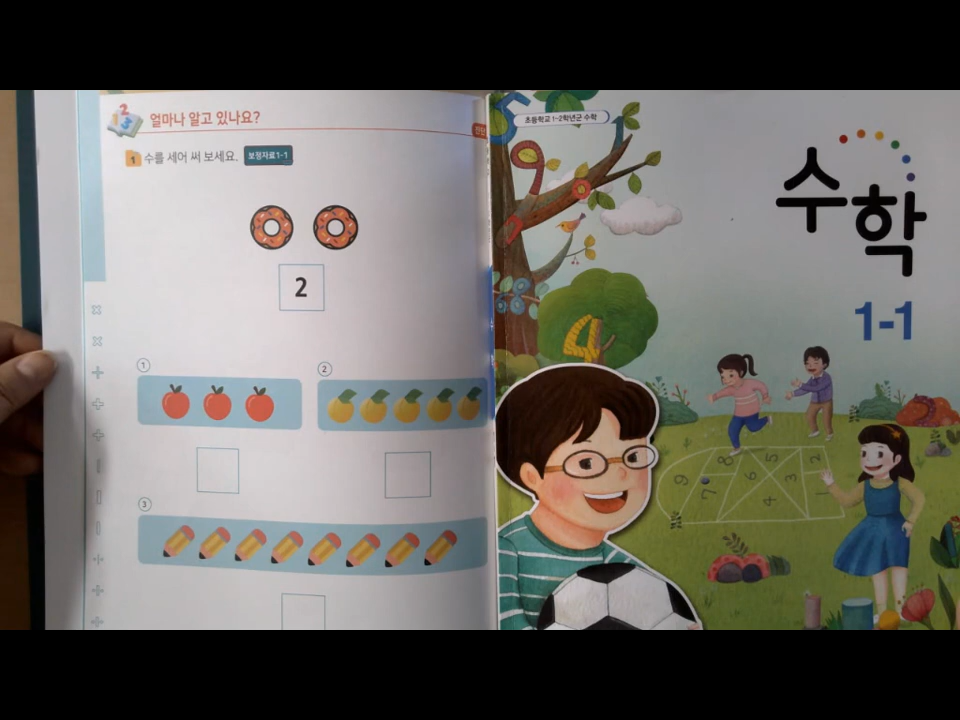 얼마나 알고 있나요?
진단
1 수를 세어 써 보세요. 보정자료 1-1
2
①
②
③
초등학교 1~2학년군 수학
수학
1-1